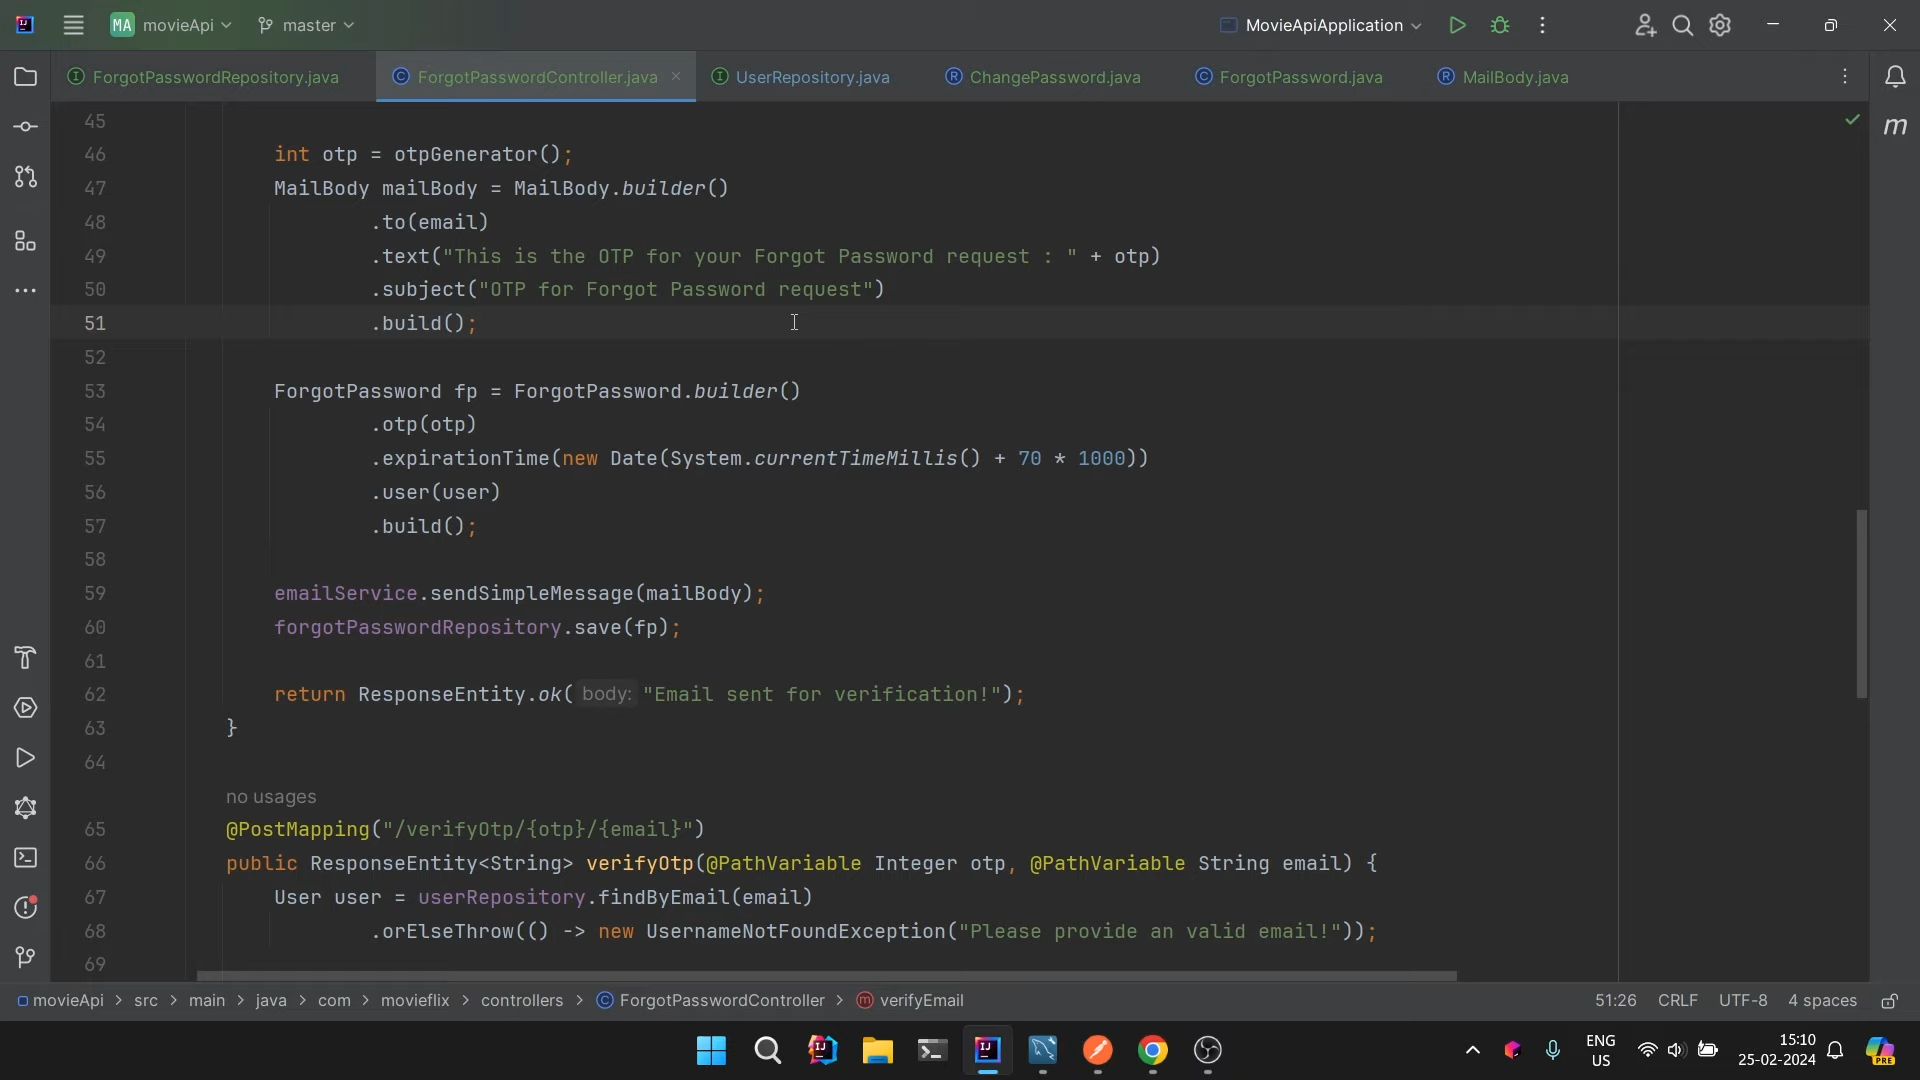 MA movieApi master MovieApiApplication
ForgotPasswordRepository.java ForgotPasswordController.java UserRepository.java ChangePassword.java ForgotPassword.java MailBody.java
45
46 int otp = otpGenerator();
47 MailBody mailBody = MailBody.builder()
48 .to(email)
49 .text("This is the OTP for your Forgot Password request : " + otp)
50 .subject("OTP for Forgot Password request")
51 .build();
52
53 ForgotPassword fp = ForgotPassword.builder()
54 .otp(otp)
55 .expirationTime(new Date(System.currentTimeMillis() + 70 * 1000))
56 .user(user)
57 .build();
58
59 emailService.sendSimpleMessage(mailBody);
60 forgotPasswordRepository.save(fp);
61
62 return ResponseEntity.ok( body: "Email sent for verification!");
63 }
64
no usages
65 @PostMapping("/verifyOtp/{otp}/{email}")
66 public ResponseEntity<String> verifyOtp(@PathVariable Integer otp, @PathVariable String email) {
67 User user = userRepository.findByEmail(email)
68 .orElseThrow(() -> new UsernameNotFoundException("Please provide an valid email!"));
69
movieApi > src > main > java > com > movieflix > controllers > ForgotPasswordController > verifyEmail 51:26 CRLF UTF-8 4 spaces
ENG
US
15:10
25-02-2024
PRE